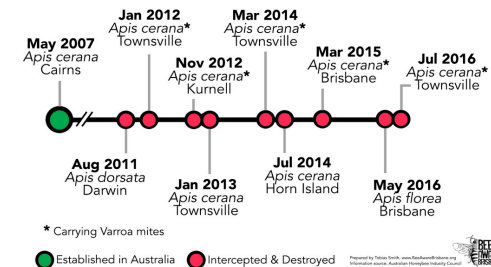 May 2007
Apis cerana
Cairns
Aug 2011
Apis dorsata
Darwin
Jan 2012
Apis cerana*
Townsville
Nov 2012
Apis cerana*
Kurnell
Jan 2013
Apis cerana
Townsville
Mar 2014
Apis cerana*
Townsville
Jul 2014
Apis cerana
Horn Island
Mar 2015
Apis cerana*
Brisbane
May 2016
Apis florea
Brisbane
Jul 2016
Apis cerana*
Townsville
* Carrying Varroa mites
Established in Australia
Intercepted & Destroyed
Prepared by Tobias Smith, www.BeeAwareBrisbane.org
Information source: Australian Honeybee Industry Council